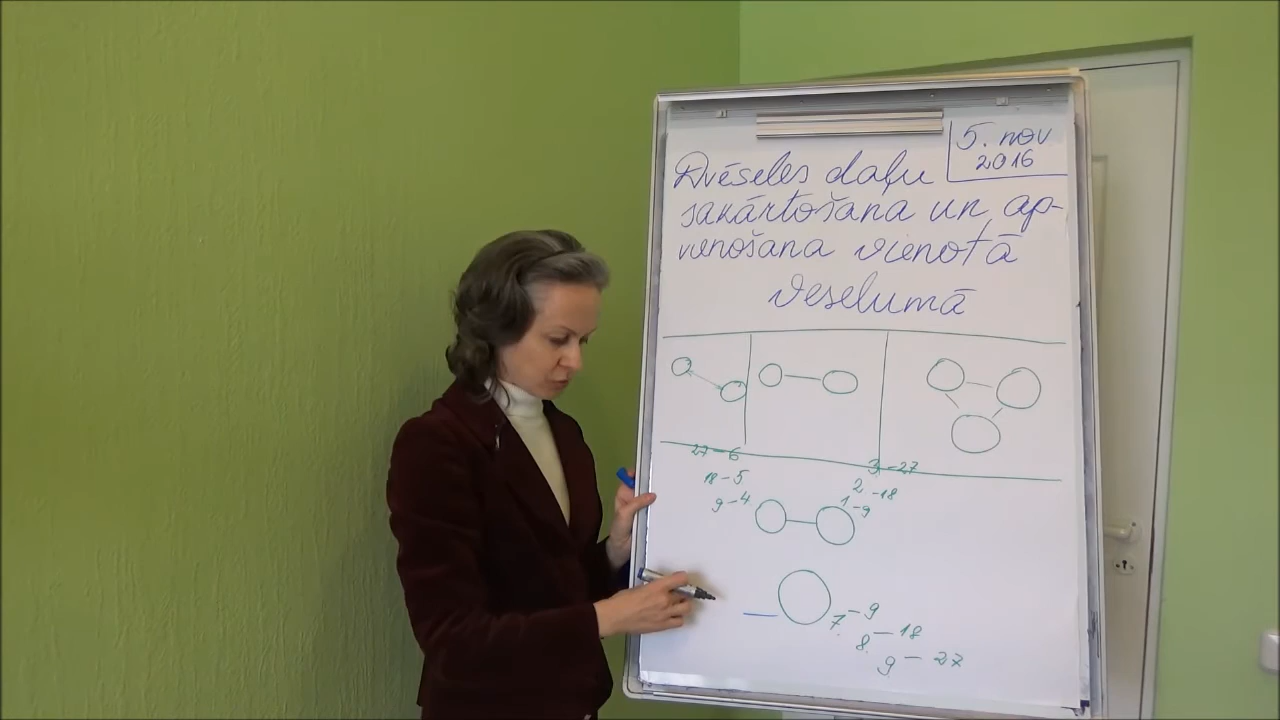 5. nov
2016
Dvēseles daļu
sakārtošana un ap-
vienošana vienotā
Veselumā
27-6
18-5
9-4
3-27
2-18
1-9
7-9
8-18
9-27